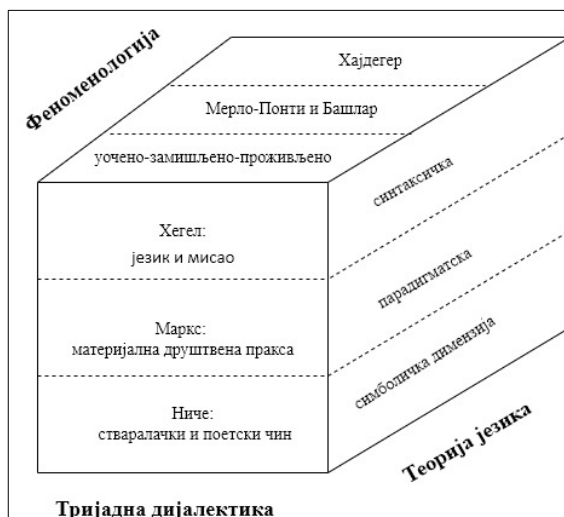 Феноменологија
Хајдегер
Мерло-Понти и Башлар
уочено-замишљено-проживљено
Хегел:
језик и мисао
Маркс:
материјална друштвена пракса
Ниче:
стваралачки и поетски чин
синтаксичка
парадигматска
симболичка димензија
Теорија језика
Тријадна дијалектика